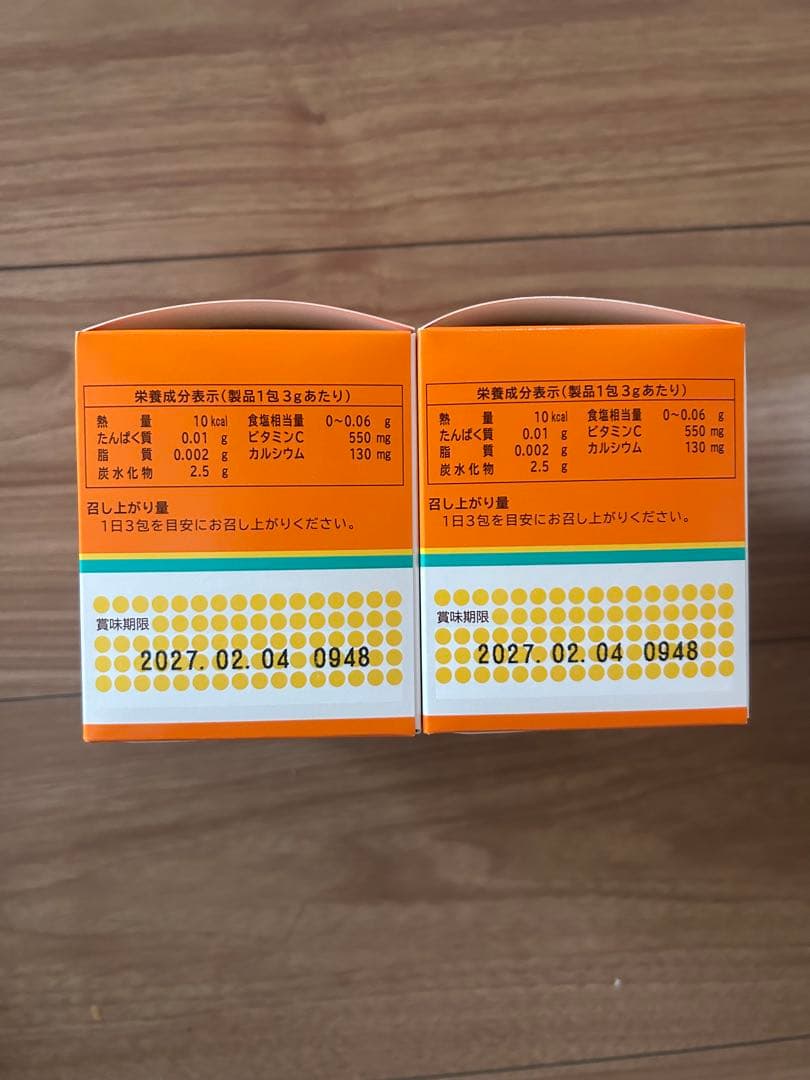 栄養成分表示(製品1包3gあたり)
熱 量 10kcal 食塩相当量 0~0.06 g
たんぱく質 0.01 g ビタミンC 550 mg
脂 質 0.002 g カルシウム 130 mg
炭水化物 2.5 g
召し上がり量
1日3包を目安にお召し上がりください。
賞味期限
2027. 02. 04 0948
栄養成分表示(製品1包3gあたり)
熱 量 10kcal 食塩相当量 0~0.06 g
たんぱく質 0.01 g ビタミンC 550 mg
脂 質 0.002 g カルシウム 130 mg
炭水化物 2.5 g
召し上がり量
1日3包を目安にお召し上がりください。
賞味期限
2027. 02. 04 0948